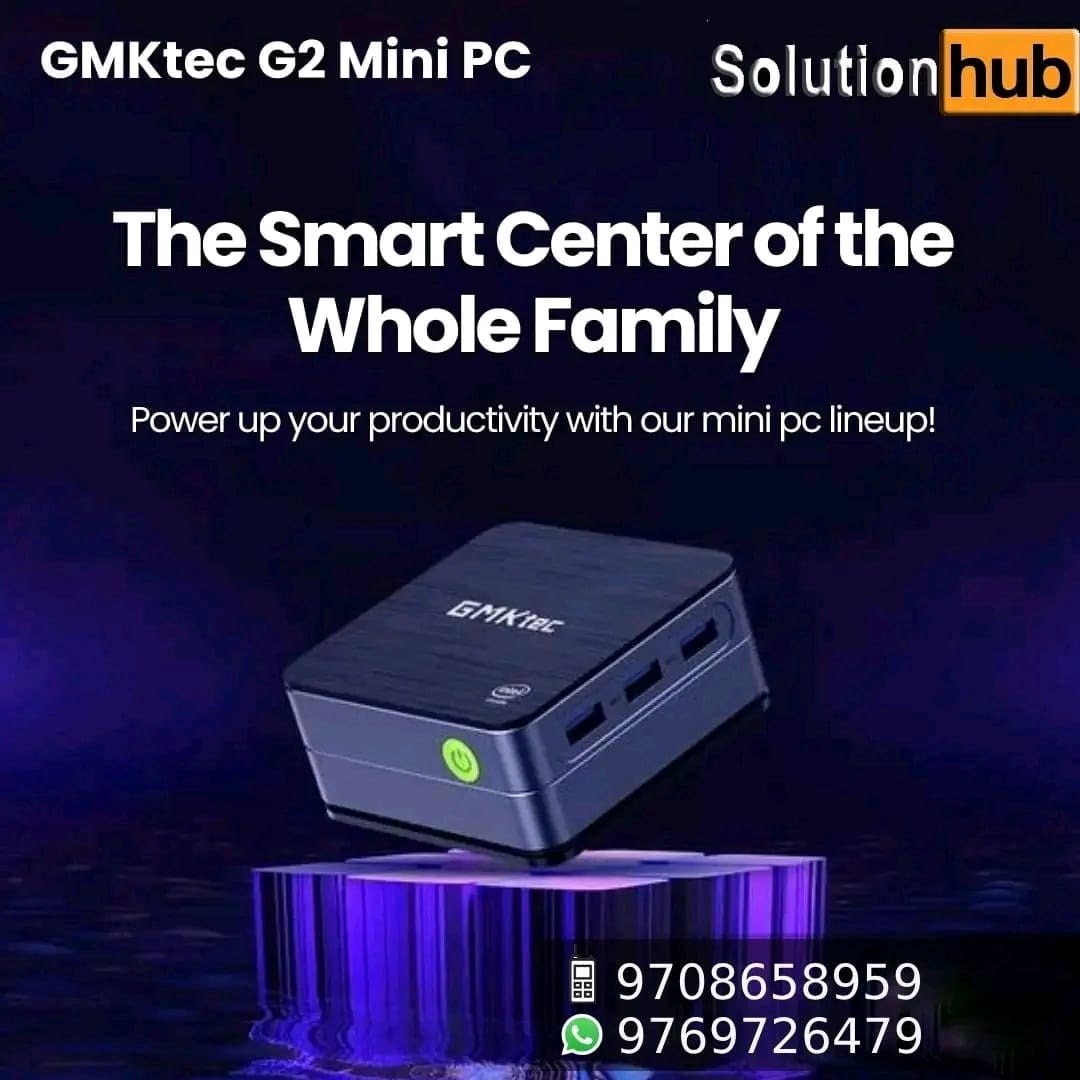 GMKtec G2 Mini PC
Solution hub
The Smart Center of the
Whole Family
Power up your productivity with our mini pc lineup!
GMKtec
intel
9708658959
9769726479